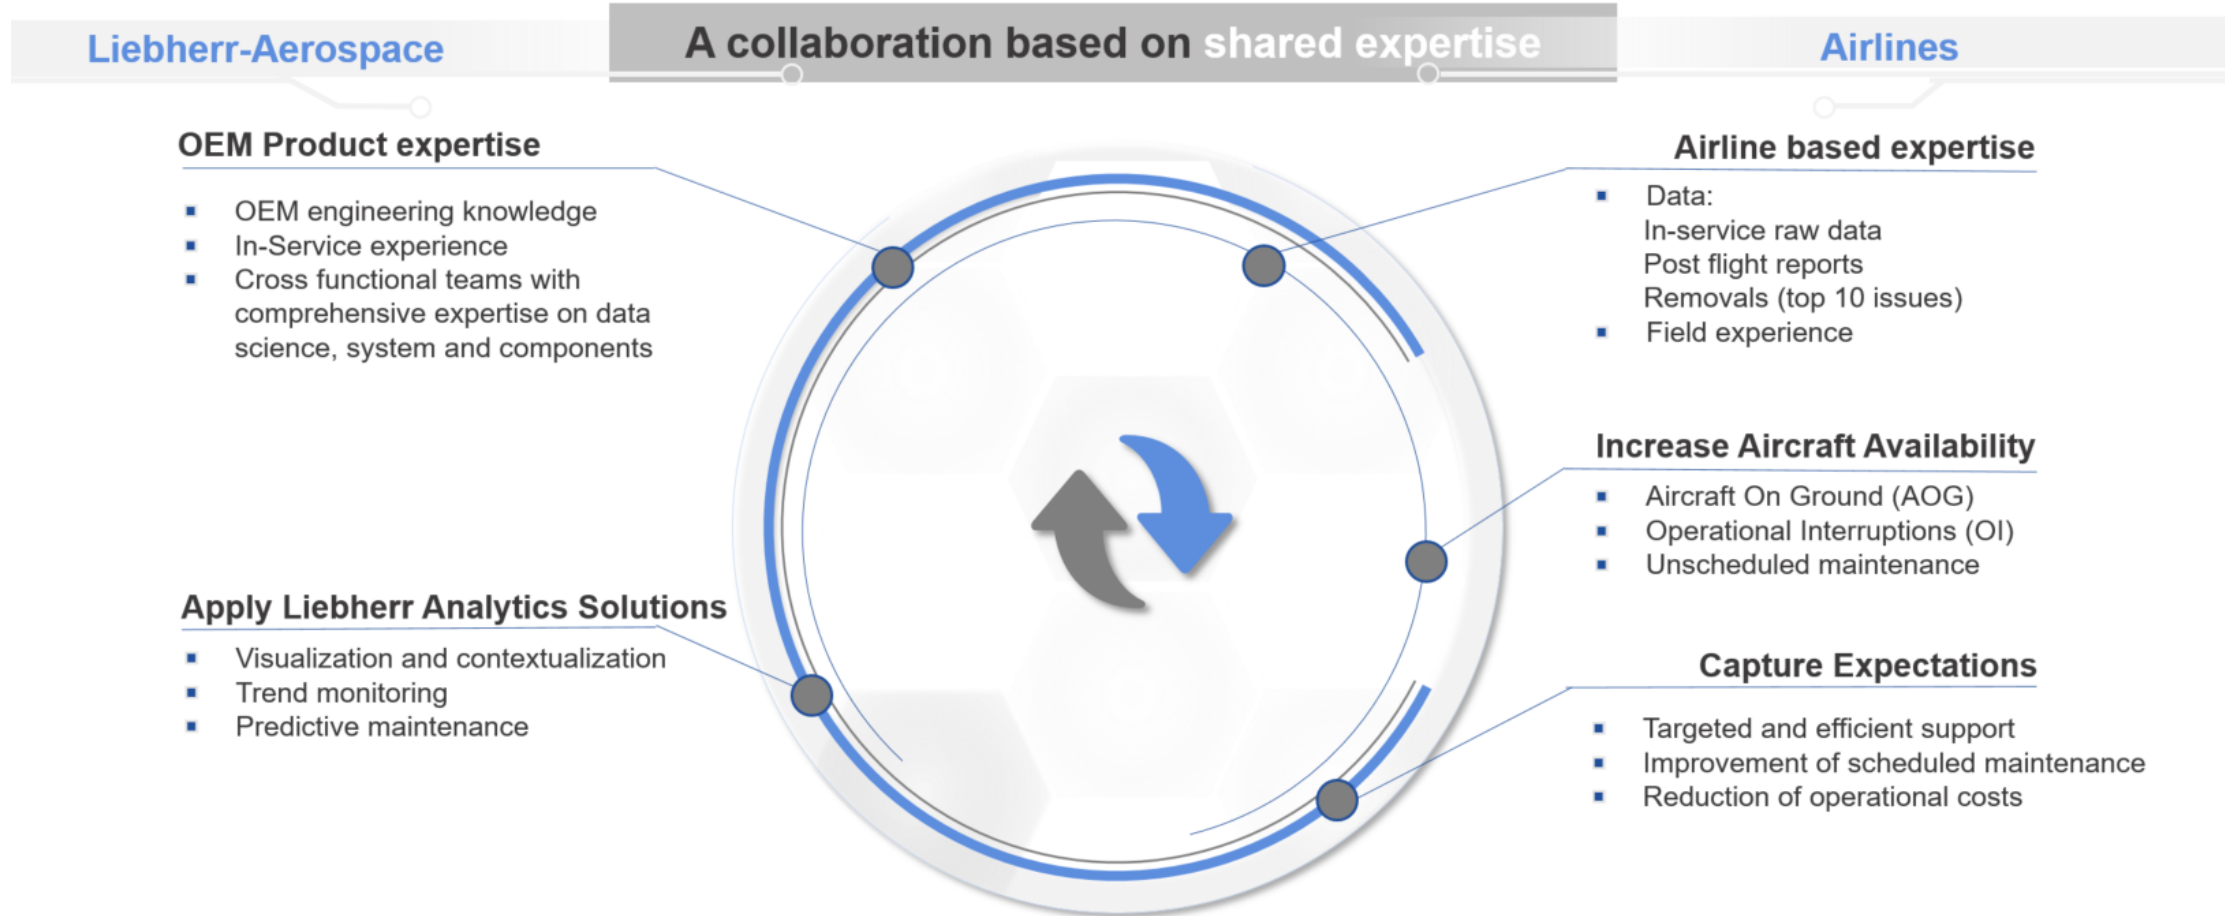 Liebherr-Aerospace
A collaboration based on shared expertise
Airlines
OEM Product expertise
OEM engineering knowledge
In-Service experience
Cross functional teams with
comprehensive expertise on data
science, system and components
Apply Liebherr Analytics Solutions
Visualization and contextualization
Trend monitoring
Predictive maintenance
Airline based expertise
Data:
In-service raw data
Post flight reports
Removals (top 10 issues)
Field experience
Increase Aircraft Availability
Aircraft On Ground (AOG)
Operational Interruptions (OI)
Unscheduled maintenance
Capture Expectations
Targeted and efficient support
Improvement of scheduled maintenance
Reduction of operational costs